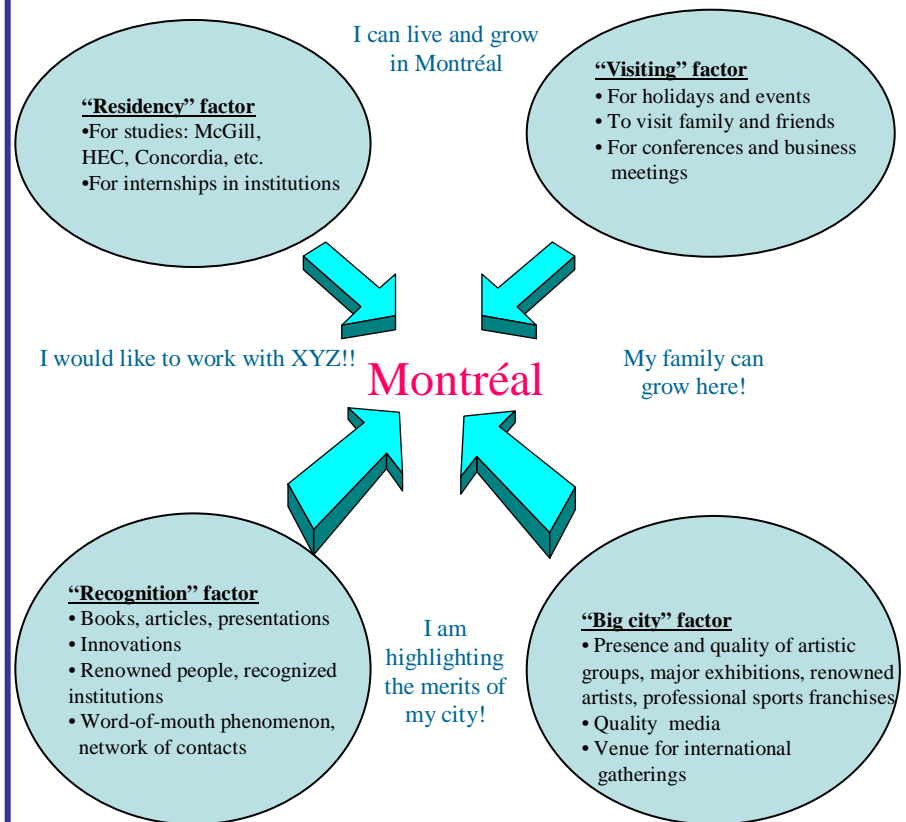 I can live and grow
in Montréal
“Residency” factor
•For studies: McGill,
HEC, Concordia, etc.
•For internships in institutions
“Visiting” factor
• For holidays and events
• To visit family and friends
• For conferences and business
meetings
I would like to work with XYZ!!
Montréal
My family can
grow here!
“Recognition” factor
• Books, articles, presentations
• Innovations
• Renowned people, recognized
institutions
• Word-of-mouth phenomenon,
network of contacts
I am
highlighting
the merits of
my city!
“Big city” factor
• Presence and quality of artistic
groups, major exhibitions, renowned
artists, professional sports franchises
• Quality media
• Venue for international
gatherings